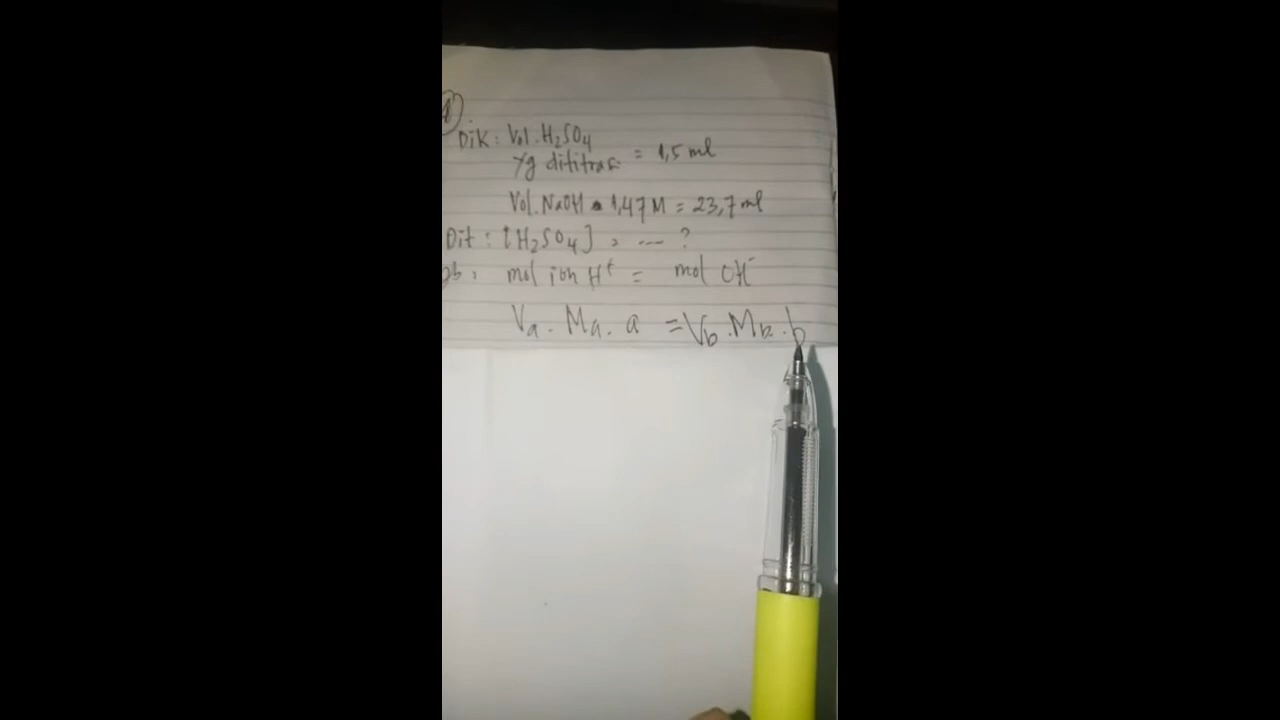 1
Dik: Vol. H₂SO₄
yg dititrasi = 1,5 ml
Vol. NaOH 1,47 M = 23,7 ml
Dit: [H₂SO₄] = --- ?
Jb: mol ion H⁺ = mol OH⁻
Va . Ma . a = Vb . Mb . b